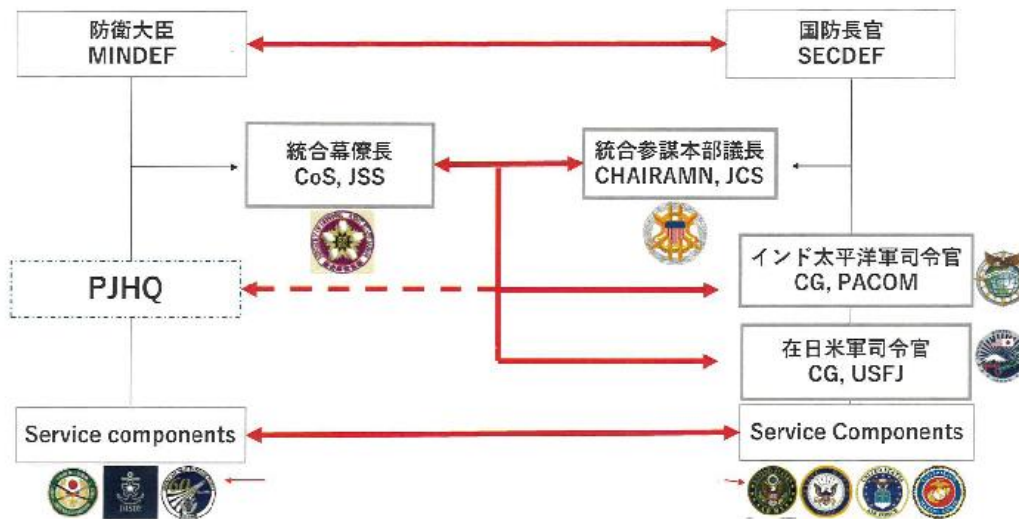 防衛大臣
MINDEF
国防長官
SECDEF
統合幕僚長
CoS, JSS
統合参謀本部議長
CHAIRAMN, JCS
PJHQ
インド太平洋軍司令官
CG, PACOM
在日米軍司令官
CG, USFJ
Service components
Service Components